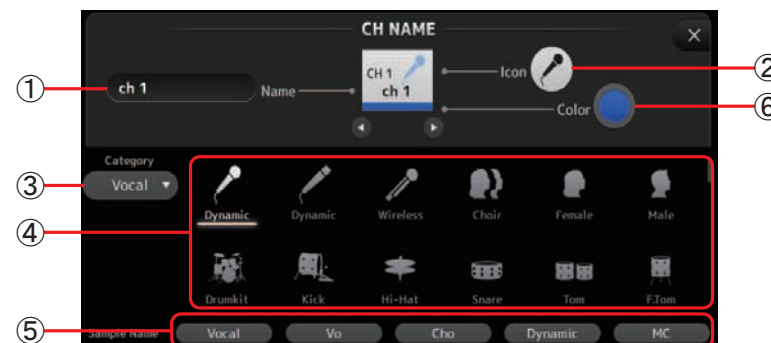 CH NAME
① ch 1 Name CH 1 ch 1 Icon ②
Color ⑥
Category
③ Vocal
④ Dynamic Dynamic Wireless Choir Female Male
Drumkit Kick Hi-Hat Snare Tom F.Tom
⑤ Sample Name Vocal Vo Cho Dynamic MC